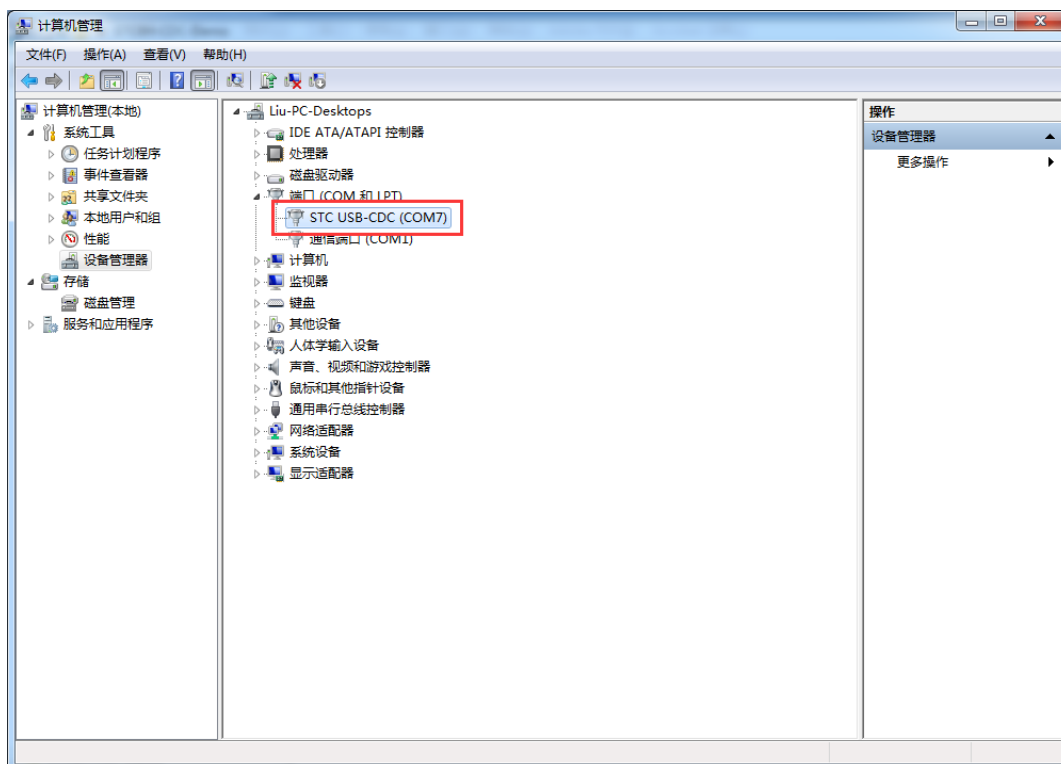 计算机管理
文件(F) 操作(A) 查看(V) 帮助(H)
计算机管理(本地)
系统工具
任务计划程序
事件查看器
共享文件夹
本地用户和组
性能
设备管理器
存储
磁盘管理
服务和应用程序
Liu-PC-Desktops
IDE ATA/ATAPI 控制器
处理器
磁盘驱动器
端口 (COM 和 LPT)
STC USB-CDC (COM7)
通信端口 (COM1)
计算机
监视器
键盘
其他设备
人体学输入设备
声音、视频和游戏控制器
鼠标和其他指针设备
通用串行总线控制器
网络适配器
系统设备
显示适配器
操作
设备管理器
更多操作